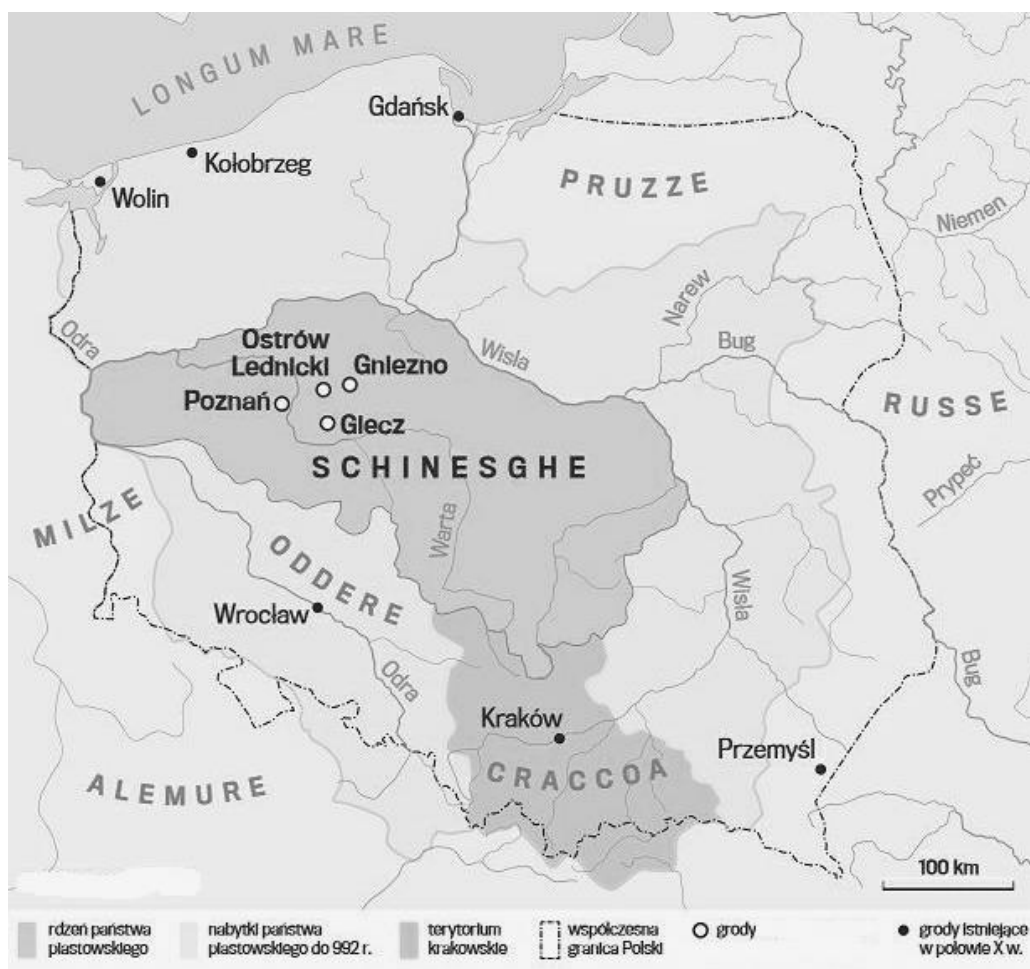 LONGUM MARE
Gdańsk
Kołobrzeg
Wolin
PRUZZE
Niemen
Narew
Odra
Ostrów
Lednicki
Gniezno
Wisla
Bug
Poznań
Giecz
RUSSE
SCHINESGHE
Prypeć
MILZE
Warta
ODDERE
Wisła
Wrocław
Odra
Bug
Kraków
Przemyśl
CRACCOA
ALEMURE
100 km
rdzeń państwa
piastowskiego
nabytki państwa
piastowskiego do 992 r.
terytorium
krakowskie
współczesna
granica Polski
grody
grody istniejące
w połowie X w.